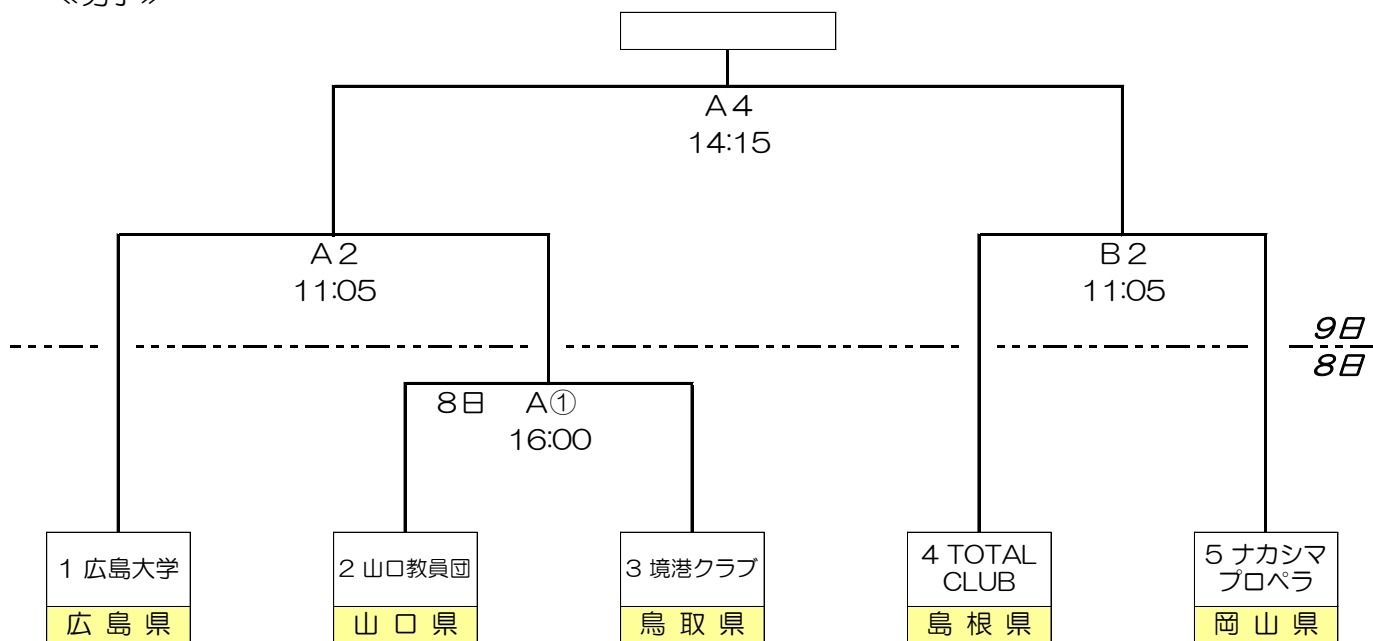 ≪男子≫
A4
14:15
A2
11:05
B2
11:05
9日
8日
8日 A①
16:00
1 広島大学
広島県
2 山口教員団
山口県
3 境港クラブ
鳥取県
4 TOTAL
CLUB
島根県
5 ナカシマ
プロペラ
岡山県